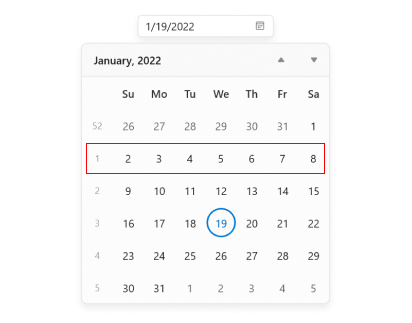 1/19/2022
January, 2022
Su Mo Tu We Th Fr Sa
52 26 27 28 29 30 31 1
1 2 3 4 5 6 7 8
2 9 10 11 12 13 14 15
3 16 17 18 19 20 21 22
4 23 24 25 26 27 28 29
5 30 31 1 2 3 4 5